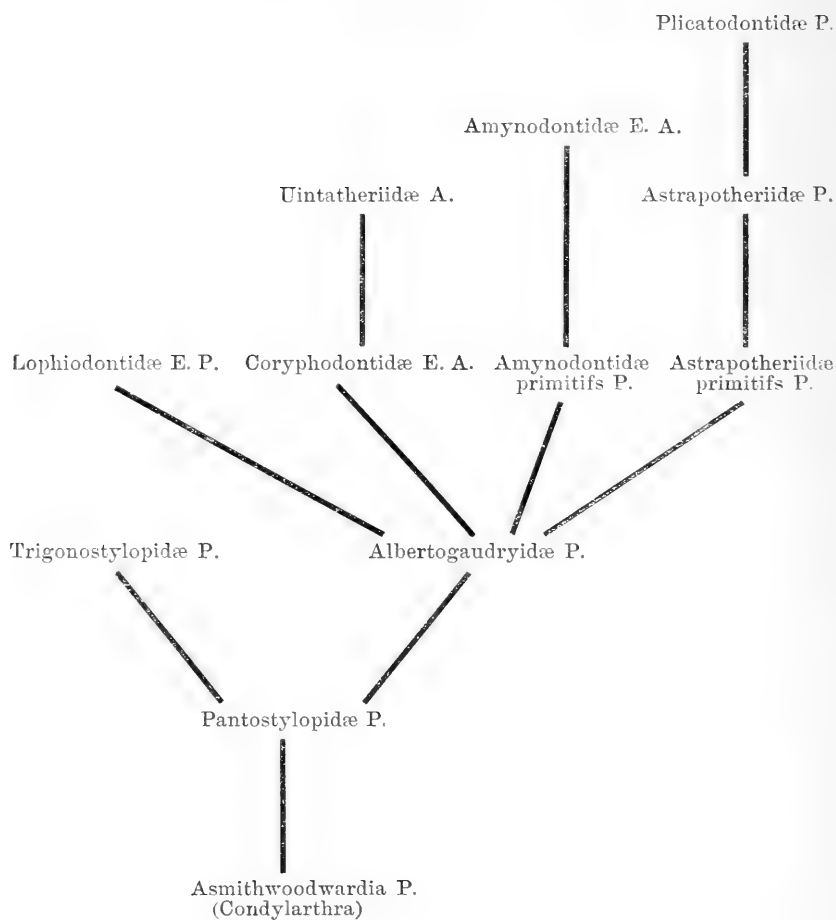 Plicatodontidæ P.
Amynodontidæ E. A.
Uintatheriidæ A.
Astrapotheriidæ P.
Lophiodontidæ E. P.
Coryphodontidæ E. A.
Amynodontidæ
primitifs P.
Astrapotheriidæ
primitifs P.
Trigonostylopidæ P.
Albertogaudryidæ P.
Pantostylopidæ P.
Asmithwoodwardia P.
(Condylarthra)